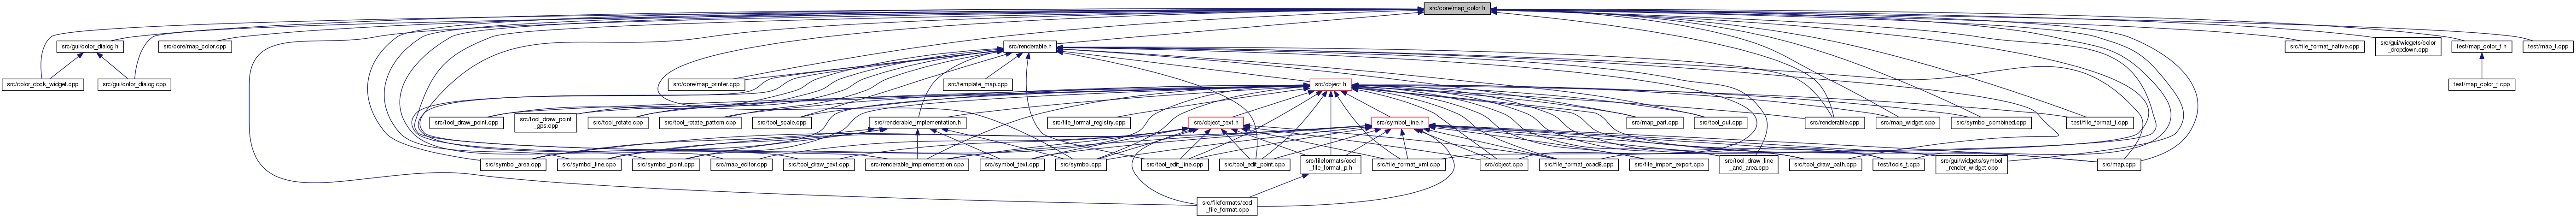 src/core/map_color.h
src/gui/color_dialog.h
src/core/map_color.cpp
src/renderable.h
src/file_format_native.cpp
src/gui/widgets/color
_dropdown.cpp
test/map_color_t.h
test/map_t.cpp
src/color_dock_widget.cpp
src/gui/color_dialog.cpp
src/core/map_printer.cpp
src/template_map.cpp
src/object.h
test/map_color_t.cpp
src/tool_draw_point.cpp
src/tool_draw_point
_gps.cpp
src/tool_rotate.cpp
src/tool_rotate_pattern.cpp
src/tool_scale.cpp
src/renderable_implementation.h
src/file_format_registry.cpp
src/object_text.h
src/symbol_line.h
src/map_part.cpp
src/tool_cut.cpp
src/renderable.cpp
src/map_widget.cpp
src/symbol_combined.cpp
test/file_format_t.cpp
src/symbol_area.cpp
src/symbol_line.cpp
src/symbol_point.cpp
src/map_editor.cpp
src/tool_draw_text.cpp
src/renderable_implementation.cpp
src/symbol_text.cpp
src/symbol.cpp
src/tool_edit_line.cpp
src/tool_edit_point.cpp
src/fileformats/ocd
_file_format_p.h
src/file_format_xml.cpp
src/object.cpp
src/file_format_ocad8.cpp
src/file_import_export.cpp
src/tool_draw_line
_and_area.cpp
src/tool_draw_path.cpp
test/tools_t.cpp
src/gui/widgets/symbol
_render_widget.cpp
src/map.cpp
src/fileformats/ocd
_file_format.cpp